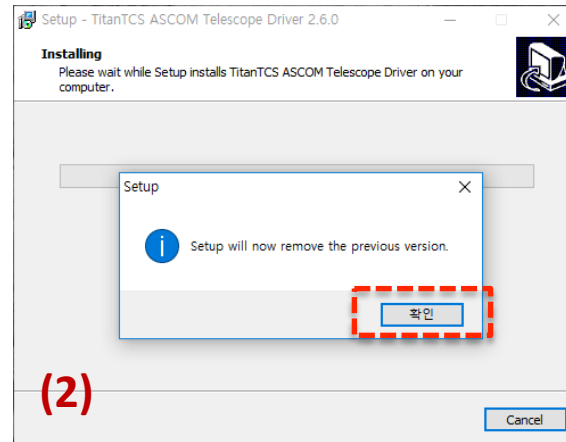 Setup - TitanTCS ASCOM Telescope Driver 2.6.0
Installing
Please wait while Setup installs TitanTCS ASCOM Telescope Driver on your
computer.
Setup
Setup will now remove the previous version.
확인
(2)
Cancel